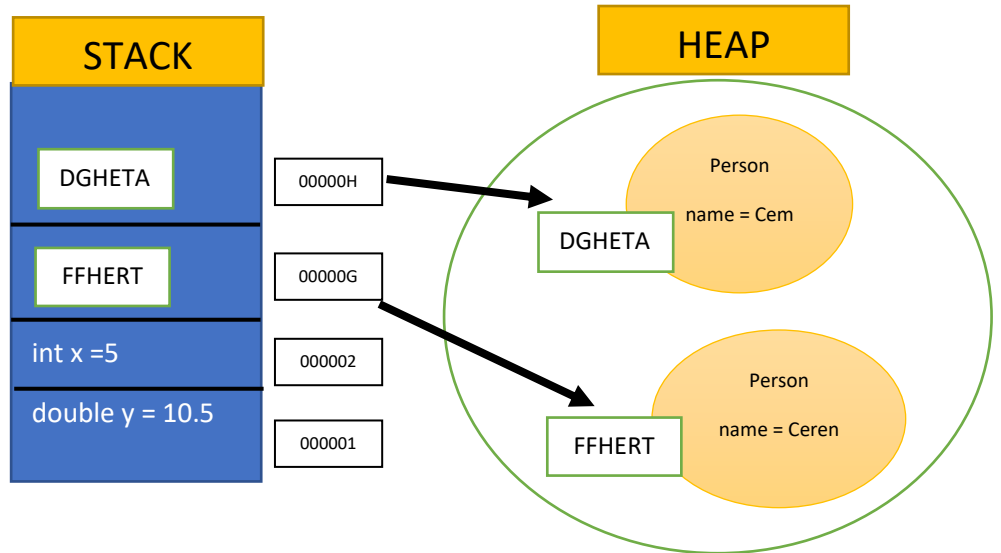 STACK
DGHETA
FFHERT
int x =5
double y = 10.5
00000H
00000G
000002
000001
HEAP
Person
name = Cem
DGHETA
Person
name = Ceren
FFHERT